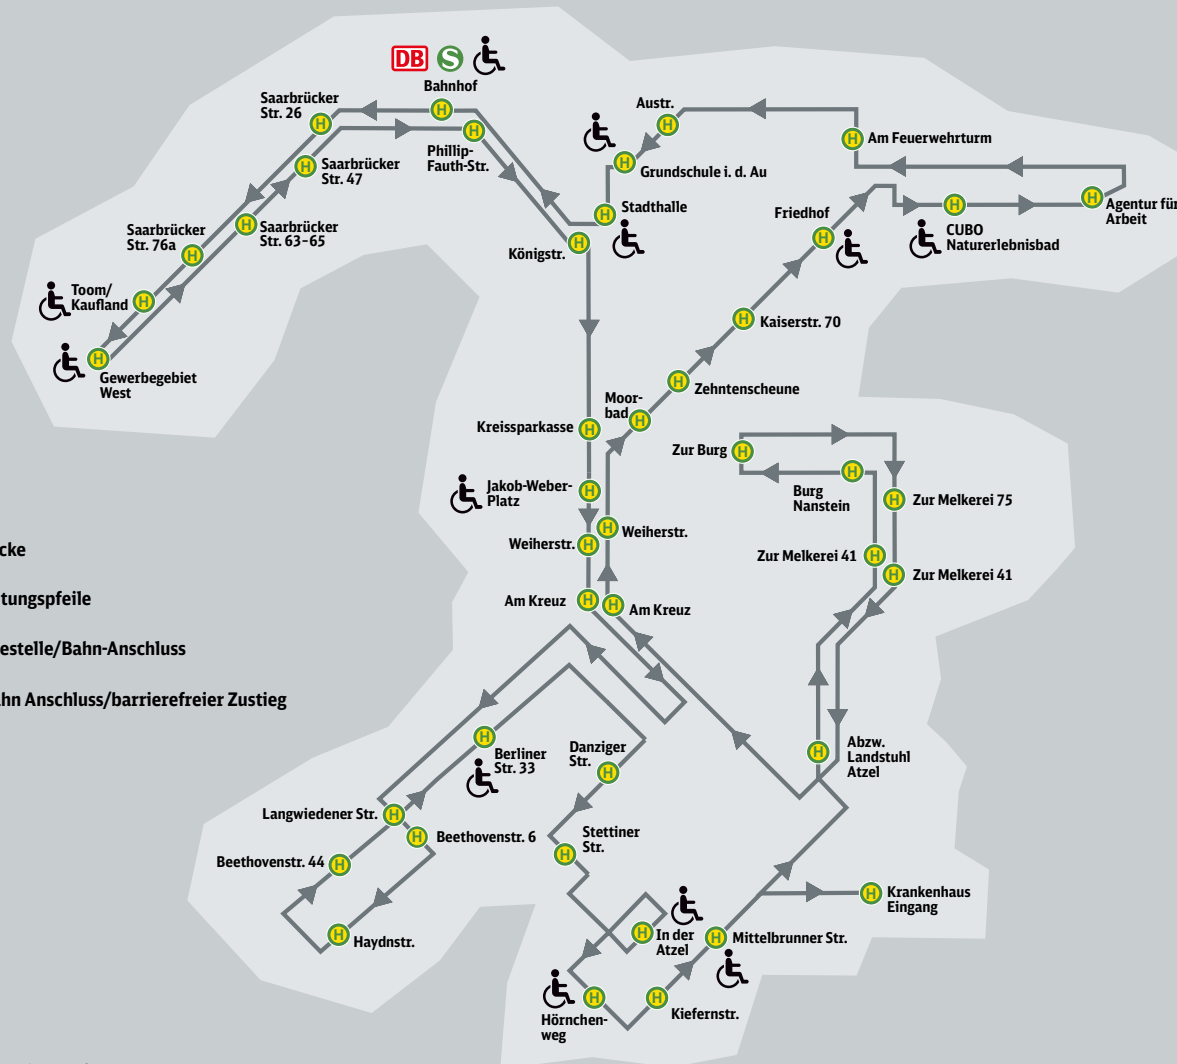 DB
S
Bahnhof
Saarbrücker
Str. 26
H
Phillip-
Fauth-Str.
H
Saarbrücker
Str. 47
H
Saarbrücker
Str. 63-65
H
Saarbrücker
Str. 76a
H
Toom/
Kaufland
H
Gewerbegebiet
West
H
H
Austr.
H
Grundschule i. d. Au
H
Stadthalle
H
Königstr.
H
Am Feuerwehrturm
H
Agentur für
Arbeit
H
CUBO
Naturerlebnisbad
H
Friedhof
H
Kaiserstr. 70
H
Zehntenscheune
H
Moor-
bad
H
Kreissparkasse
H
Jakob-Weber-
Platz
H
Weiherstr.
H
Weiherstr.
H
Am Kreuz
H
Am Kreuz
H
Zur Burg
H
Burg
Nanstein
H
Zur Melkerei 75
H
Zur Melkerei 41
H
Zur Melkerei 41
H
Abzw.
Landstuhl
Atzel
H
cke
tungspfeile
estelle/Bahn-Anschluss
hn Anschluss/barrierefreier Zustieg
Berliner
Str. 33
H
Danziger
Str.
H
Langwiedener Str.
H
Beethovenstr. 6
H
Stettiner
Str.
H
Beethovenstr. 44
H
Haydnstr.
H
In der
Atzel
H
Krankenhaus
Eingang
H
Mittelbrunner Str.
H
Hörnchen-
weg
H
Kiefernstr.
H